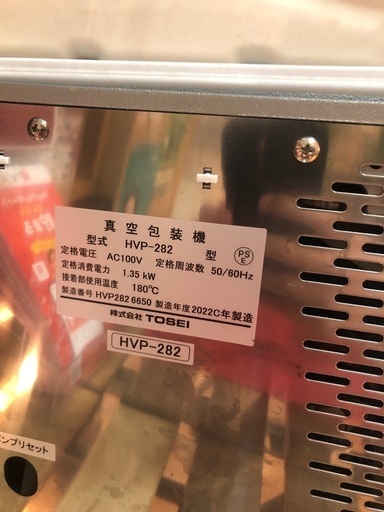 真空包装機
型式 HVP-282 型
定格電圧 AC100V 定格周波数 50/60Hz
定格消費電力 1.35 kW
接着部使用温度 180℃
製造番号 HVP282 6650 製造年度2022C年製造
株式会社 TOSEI
PS
E
HVP-282
ンプリセット